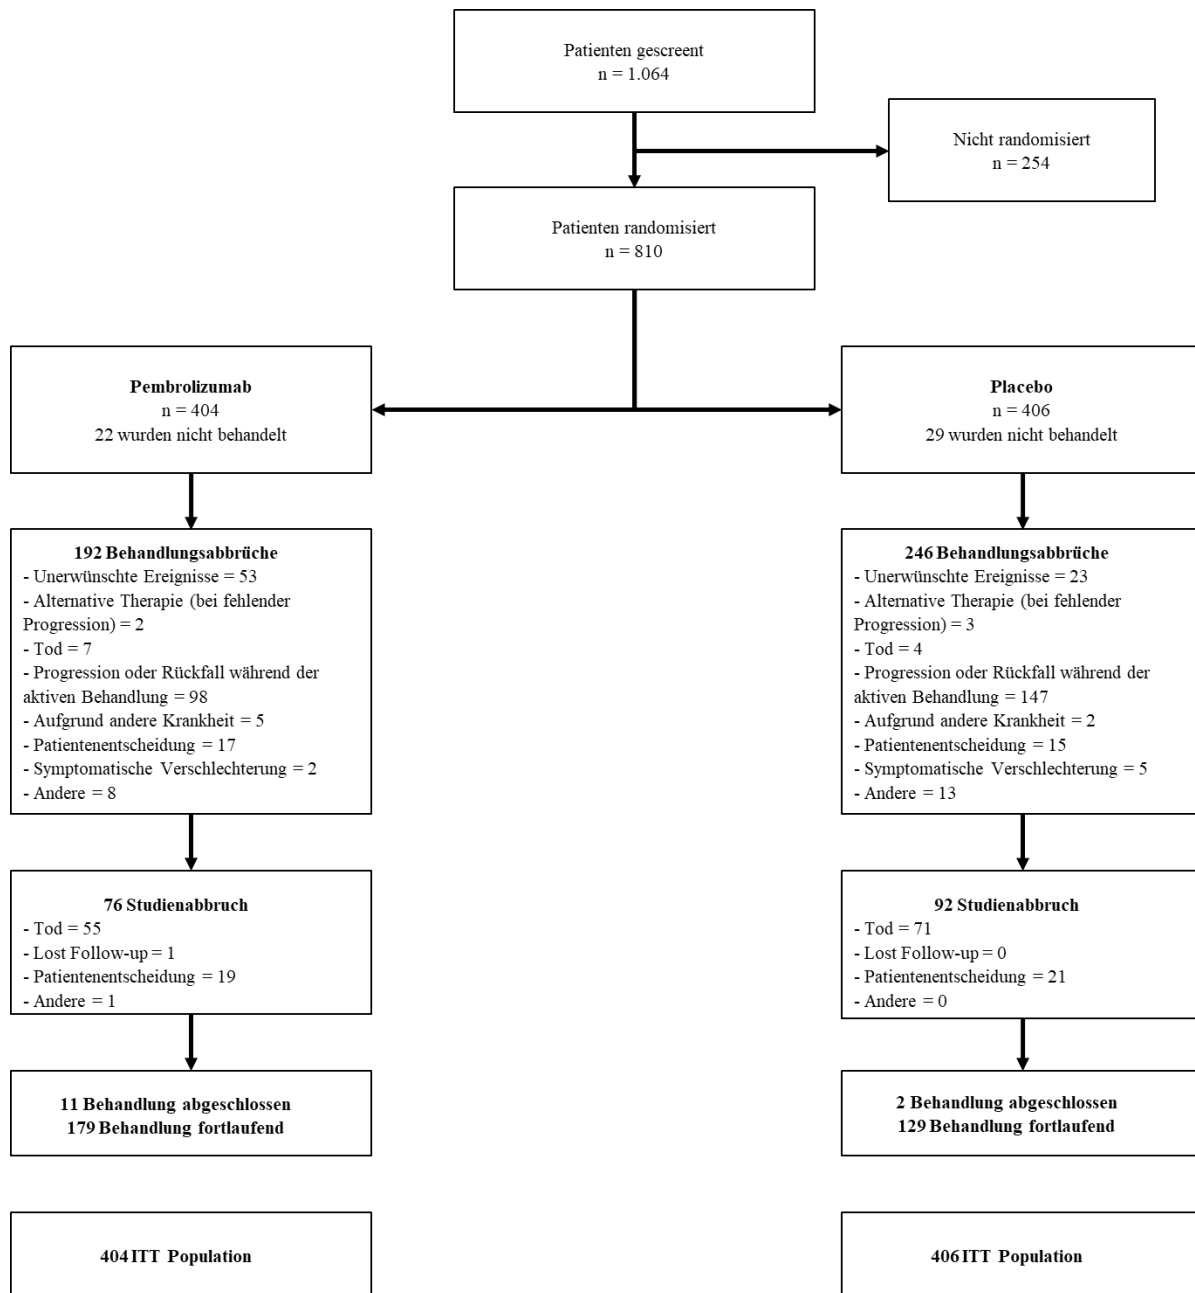 Patienten gescreent
n = 1.064
Nicht randomisiert
n = 254
Patienten randomisiert
n = 810
Pembrolizumab
n = 404
22 wurden nicht behandelt
Placebo
n = 406
29 wurden nicht behandelt
192 Behandlungsabbrüche
- Unerwünschte Ereignisse = 53
- Alternative Therapie (bei fehlender
Progression) = 2
- Tod = 7
- Progression oder Rückfall während der
aktiven Behandlung = 98
- Aufgrund andere Krankheit = 5
- Patientenentscheidung = 17
- Symptomatische Verschlechterung = 2
- Andere = 8
246 Behandlungsabbrüche
- Unerwünschte Ereignisse = 23
- Alternative Therapie (bei fehlender
Progression) = 3
- Tod = 4
- Progression oder Rückfall während der
aktiven Behandlung = 147
- Aufgrund andere Krankheit = 2
- Patientenentscheidung = 15
- Symptomatische Verschlechterung = 5
- Andere = 13
76 Studienabbruch
- Tod = 55
- Lost Follow-up = 1
- Patientenentscheidung = 19
- Andere = 1
92 Studienabbruch
- Tod = 71
- Lost Follow-up = 0
- Patientenentscheidung = 21
- Andere = 0
11 Behandlung abgeschlossen
179 Behandlung fortlaufend
2 Behandlung abgeschlossen
129 Behandlung fortlaufend
404 ITT Population
406 ITT Population